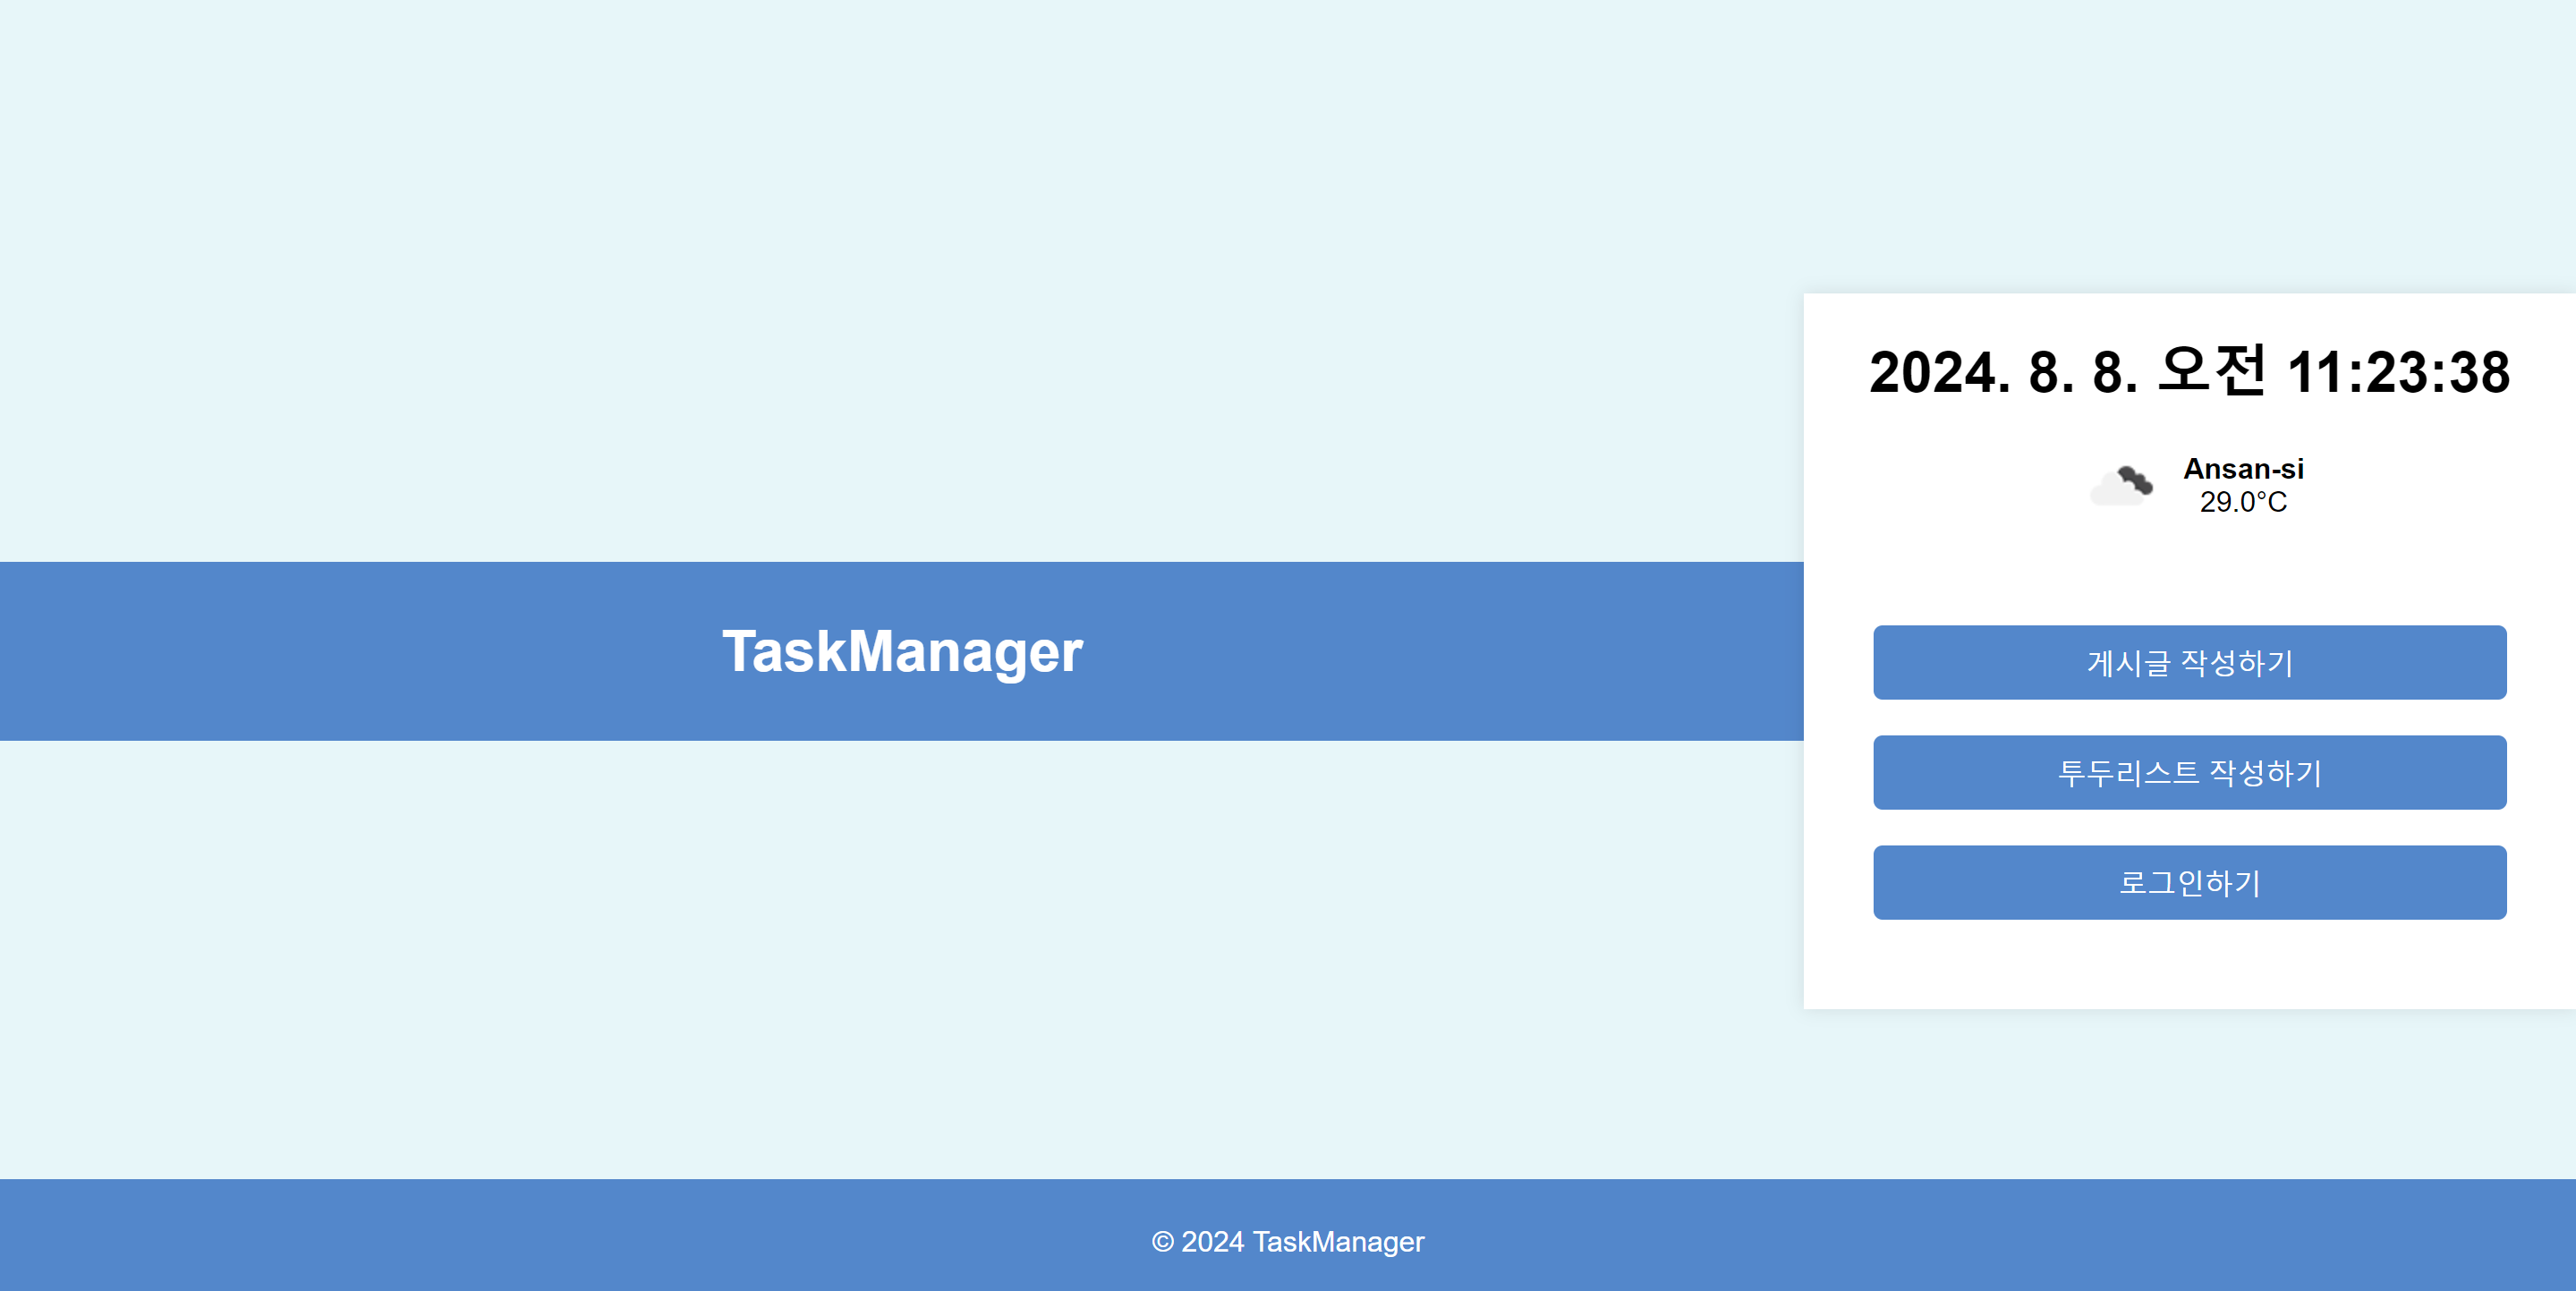 2024. 8. 8. 오전 11:23:38
Ansan-si
29.0°C
TaskManager
게시글 작성하기
투두리스트 작성하기
로그인하기
© 2024 TaskManager